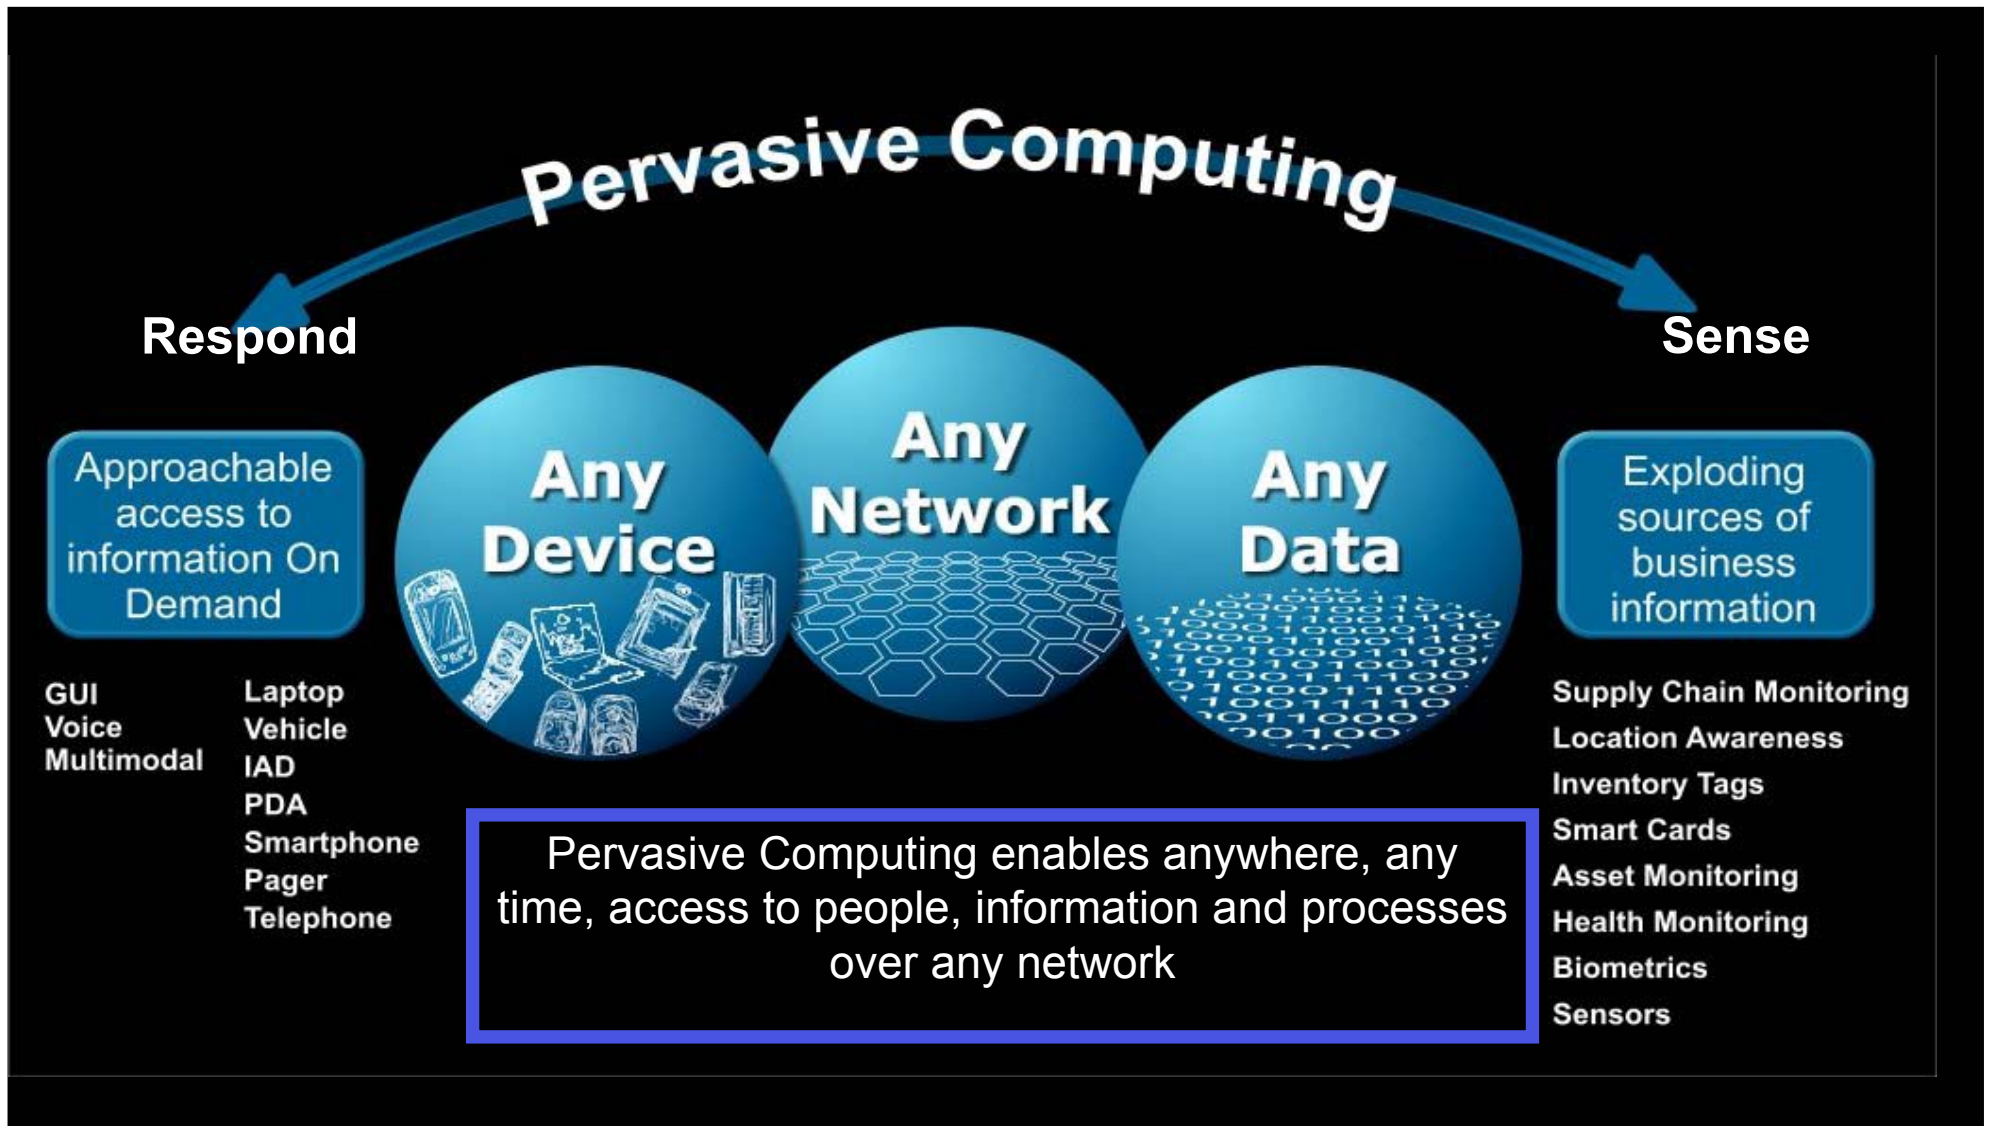 Pervasive Computing
Respond
Sense
Approachable
access to
information On
Demand
Any
Device
Any
Network
Any
Data
Exploding
sources of
business
information
GUI
Voice
Multimodal
Laptop
Vehicle
IAD
PDA
Smartphone
Pager
Telephone
Pervasive Computing enables anywhere, any
time, access to people, information and processes
over any network
Supply Chain Monitoring
Location Awareness
Inventory Tags
Smart Cards
Asset Monitoring
Health Monitoring
Biometrics
Sensors